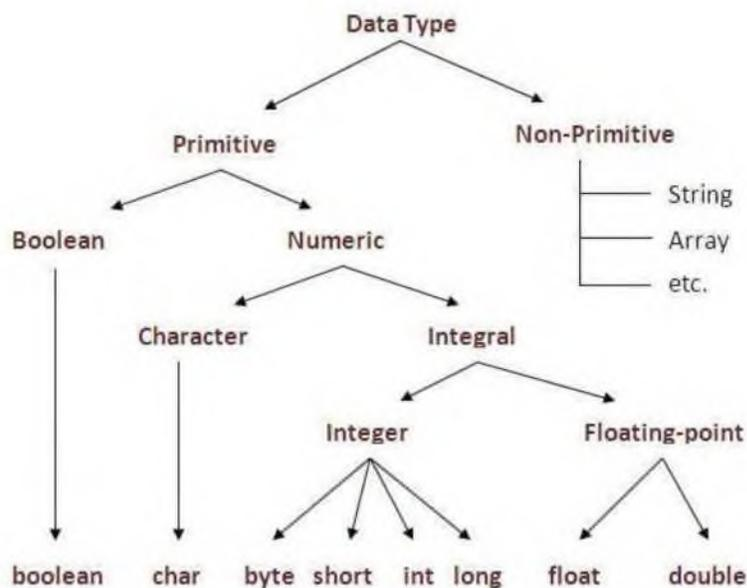 Data Type
Primitive
Non-Primitive
String
Boolean
Numeric
Array
etc.
Character
Integral
Integer
Floating-point
boolean
char
byte
short
int
long
float
double